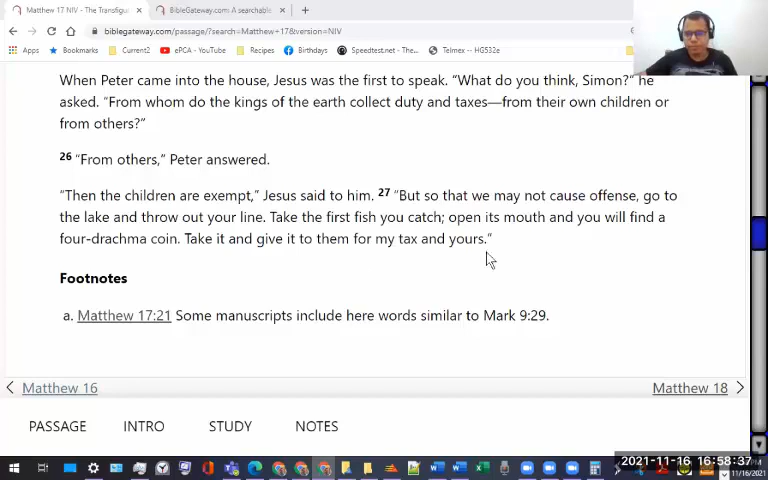 Matthew 17 NIV - The Transfigu
BibleGateway.com: A searchable
biblegateway.com/passage/?search=Matthew+17&version=NIV
Apps Bookmarks Current2 ePCA - YouTube Recipes Birthdays Speedtest.net - The... Telmex -- HG532e
When Peter came into the house, Jesus was the first to speak. “What do you think, Simon?” he
asked. “From whom do the kings of the earth collect duty and taxes—from their own children or
from others?”
26 “From others,” Peter answered.
“Then the children are exempt,” Jesus said to him. 27 “But so that we may not cause offense, go to
the lake and throw out your line. Take the first fish you catch; open its mouth and you will find a
four-drachma coin. Take it and give it to them for my tax and yours.”
Footnotes
a. Matthew 17:21 Some manuscripts include here words similar to Mark 9:29.
Matthew 16 Matthew 18
PASSAGE INTRO STUDY NOTES
2021-11-16 16:58:37
11/16/2021